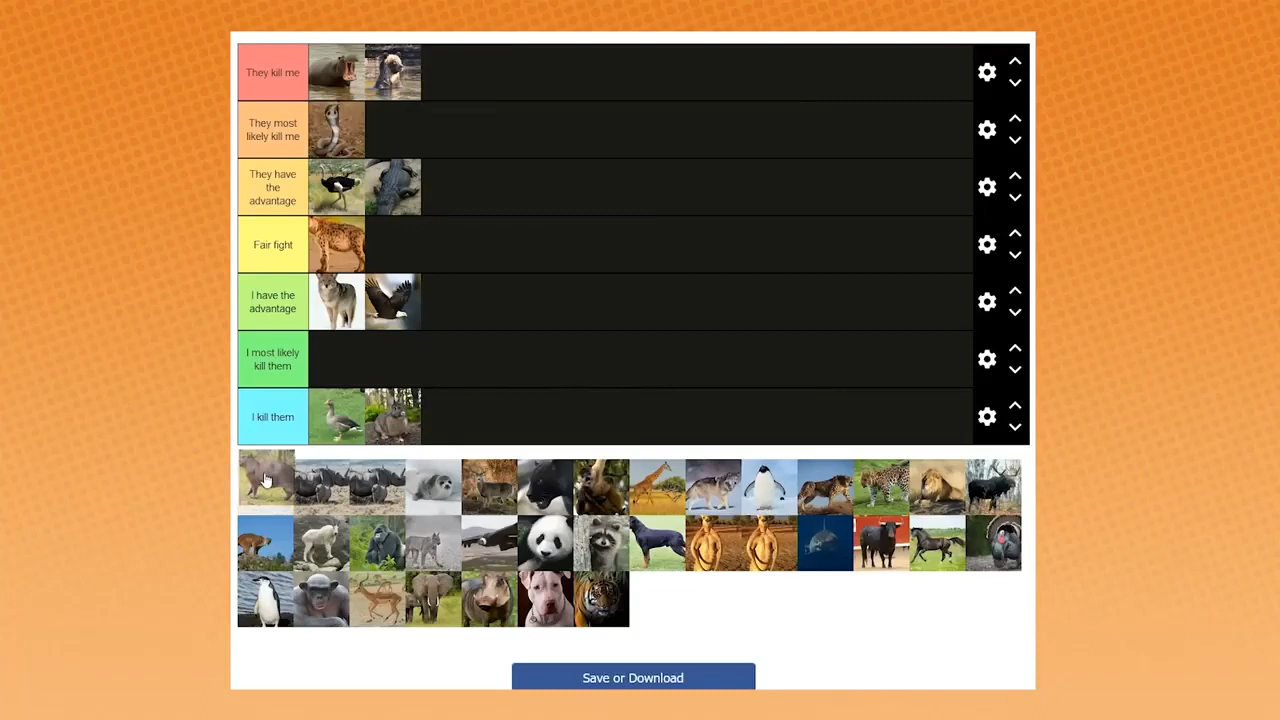 They kill me
They most
likely kill me
They have
the
advantage
Fair fight
I have the
advantage
I most likely
kill them
I kill them
Save or Download